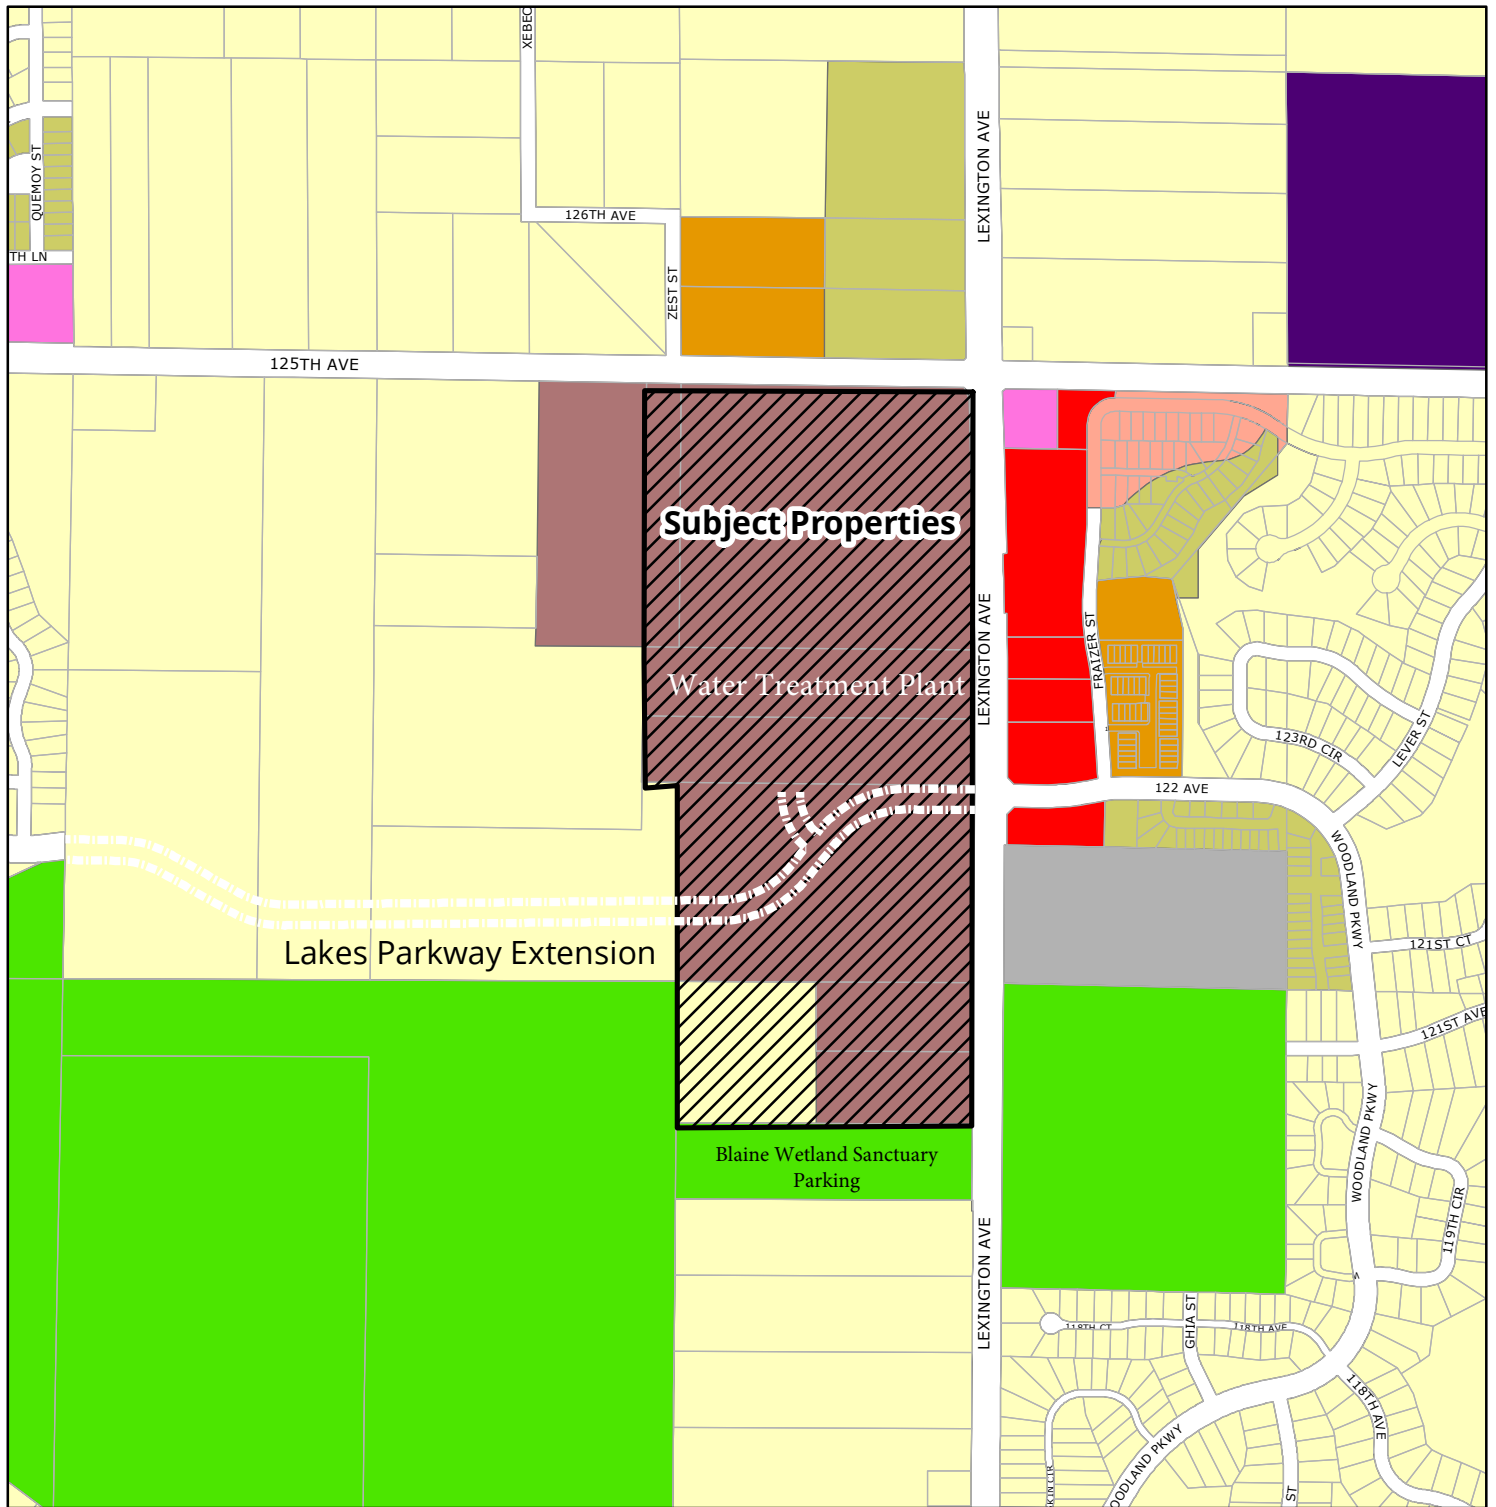 XEBEC
QUEMOY ST
LEXINGTON AVE
126TH AVE
TH LN
ZEST ST
125TH AVE
Subject Properties
LEXINGTON AVE
FRAIZER ST
Water Treatment Plant
123RD CIR
LEVER ST
122 AVE
WOODLAND PKWY
121ST CT
Lakes Parkway Extension
121ST AVE
WOODLAND PKWY
Blaine Wetland Sanctuary
Parking
119TH CIR
LEXINGTON AVE
118TH CT
GHIA ST
118TH AVE
118TH AVE
OODLAND PKWY
KIN CIR
ST